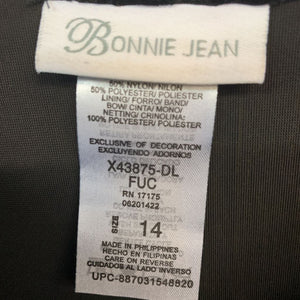 BONNIE JEAN
50% NYLON/ NILON
50% POLYESTER/ POLIESTER
LINING/ FORRO/ BAND/
BOW/ CINTA/ MONO/
NETTING/ CRINOLINA:
100% POLYESTER/ POLIESTER
EXCLUSIVE OF DECORATION
EXCLUYENDO ADORNOS
X43875-DL
FUC
RN 17175
06201422
SIZE 14
MADE IN PHILIPPINES
HECHO EN FILIPINAS
CARE ON REVERSE
CUIDADOS AL LADO INVERSO
UPC-887031548820